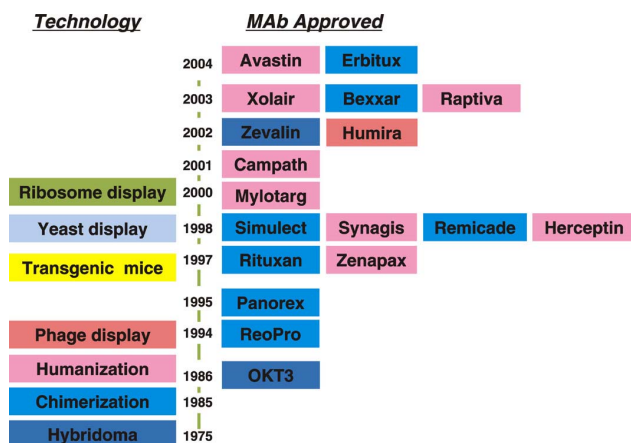 Technology MAb Approved
2004 Avastin Erbitux
2003 Xolair Bexxar Raptiva
2002 Zevalin Humira
2001 Campath
Ribosome display 2000 Mylotarg
Yeast display 1998 Simulect Synagis Remicade Herceptin
Transgenic mice 1997 Rituxan Zenapax
1995 Panorex
Phage display 1994 ReoPro
Humanization 1986 OKT3
Chimerization 1985
Hybridoma 1975